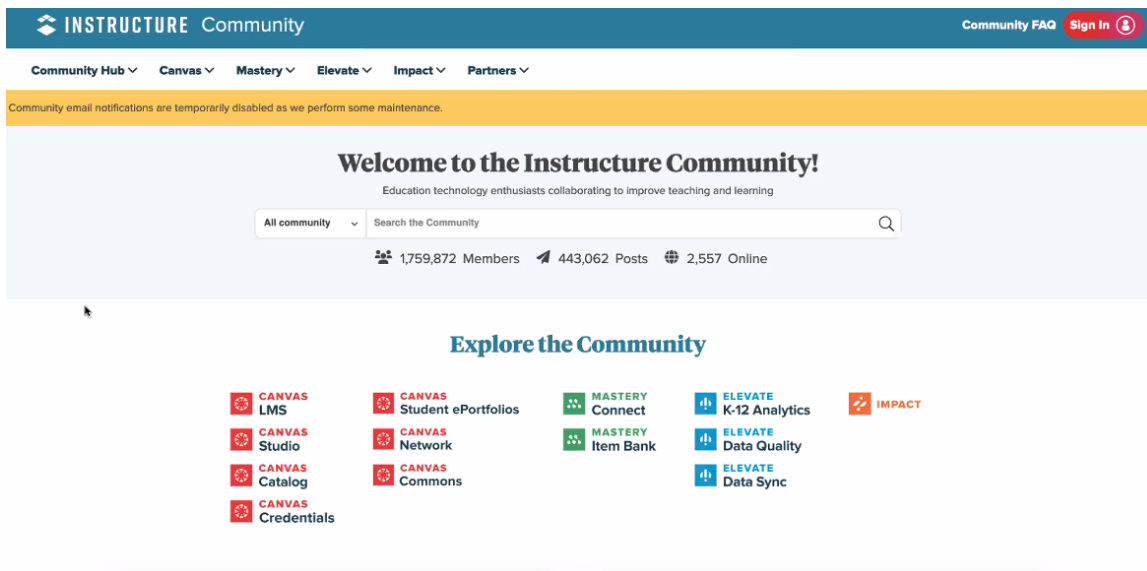 INSTRUCTURE Community
Community FAQ Sign In
Community Hub Canvas Mastery Elevate Impact Partners
Community email notifications are temporarily disabled as we perform some maintenance.
Welcome to the Instructure Community!
Education technology enthusiasts collaborating to improve teaching and learning
All community Search the Community
1,759,872 Members 443,062 Posts 2,557 Online
Explore the Community
CANVAS
LMS
CANVAS
Studio
CANVAS
Catalog
CANVAS
Credentials
CANVAS
Student ePortfolios
CANVAS
Network
CANVAS
Commons
MASTERY
Connect
MASTERY
Item Bank
ELEVATE
K-12 Analytics
ELEVATE
Data Quality
ELEVATE
Data Sync
IMPACT